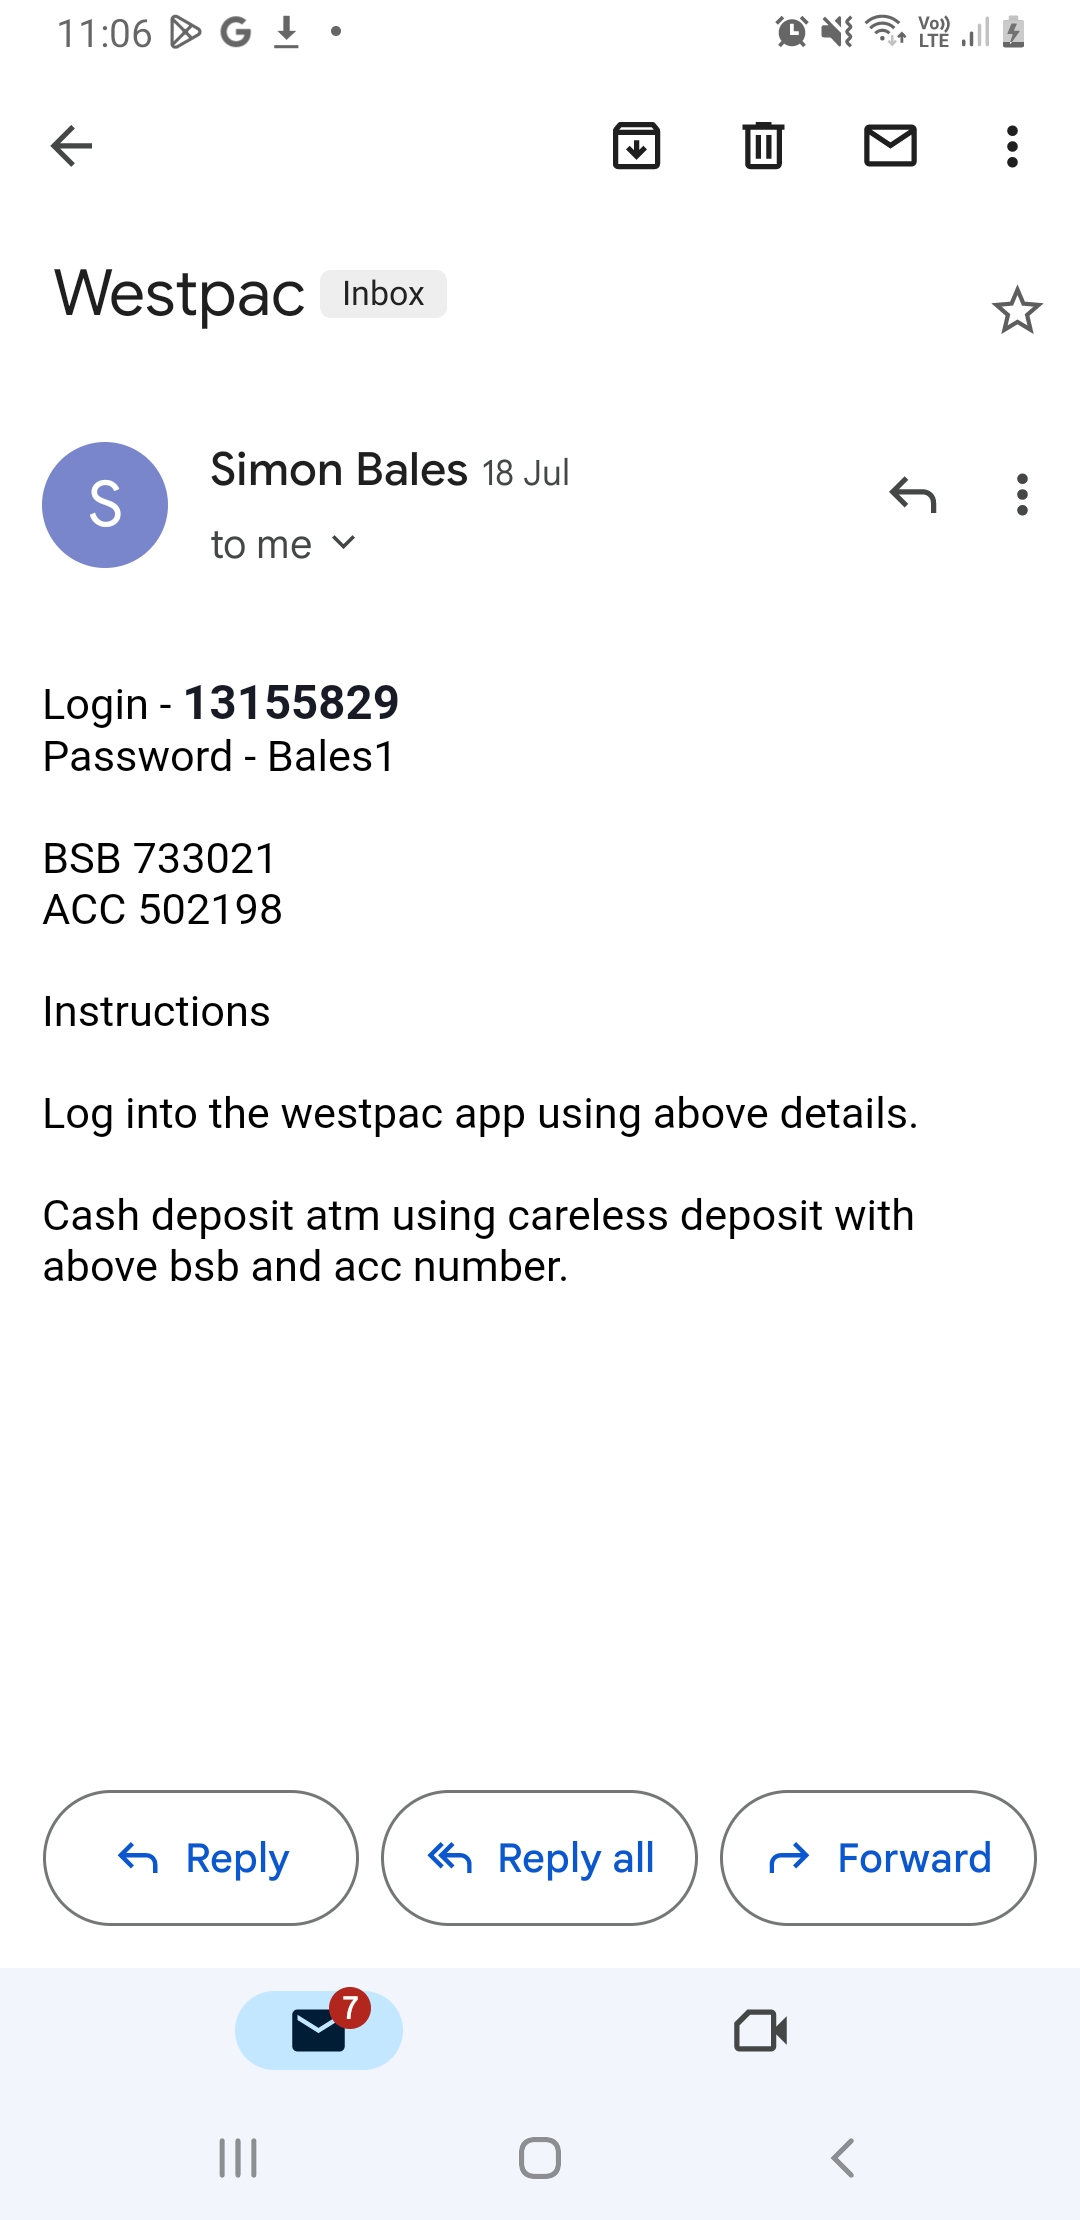 11:06
Vo)) LTE
Westpac Inbox
Simon Bales 18 Jul
to me
S
Login - 13155829
Password - Bales1
BSB 733021
ACC 502198
Instructions
Log into the westpac app using above details.
Cash deposit atm using careless deposit with
above bsb and acc number.
Reply
Reply all
Forward
7